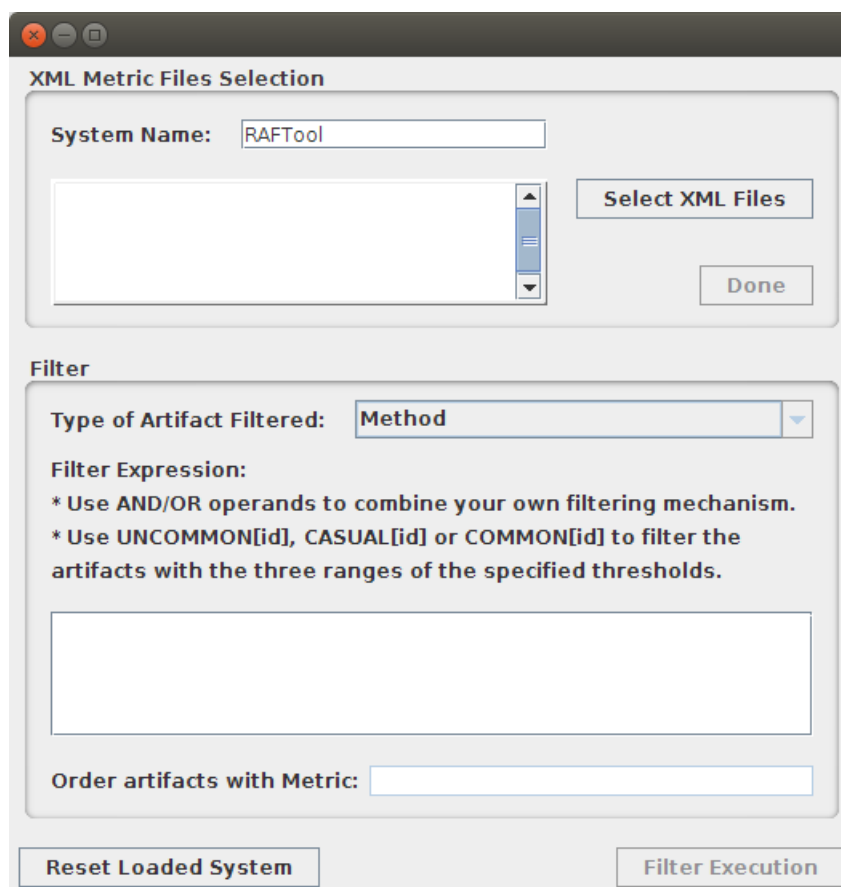 XML Metric Files Selection
System Name: RAFTool
Select XML Files
Done
Filter
Type of Artifact Filtered: Method
Filter Expression:
* Use AND/OR operands to combine your own filtering mechanism.
* Use UNCOMMON[id], CASUAL[id] or COMMON[id] to filter the
artifacts with the three ranges of the specified thresholds.
Order artifacts with Metric:
Reset Loaded System Filter Execution